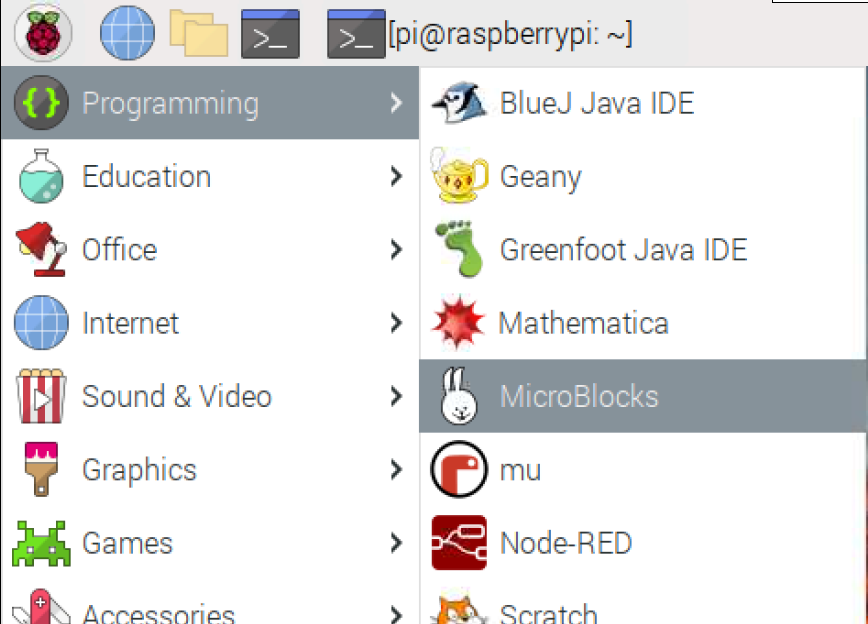 [pi@raspberrypi: ~]
Programming
Education
Office
Internet
Sound & Video
Graphics
Games
Accessories
BlueJ Java IDE
Geany
Greenfoot Java IDE
Mathematica
MicroBlocks
mu
Node-RED
Scratch